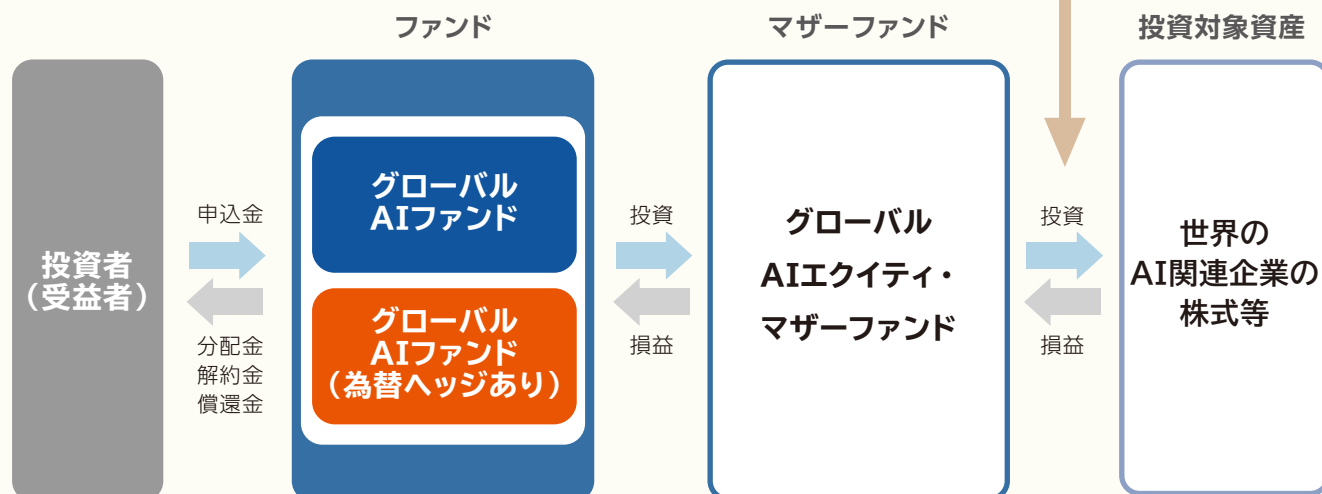 ファンド
マザーファンド
投資対象資産
投資者
（受益者）
申込金
分配金
解約金
償還金
グローバル
AIファンド
グローバル
AIファンド
（為替ヘッジあり）
投資
損益
グローバル
AIエクイティ・
マザーファンド
投資
損益
世界の
AI関連企業の
株式等